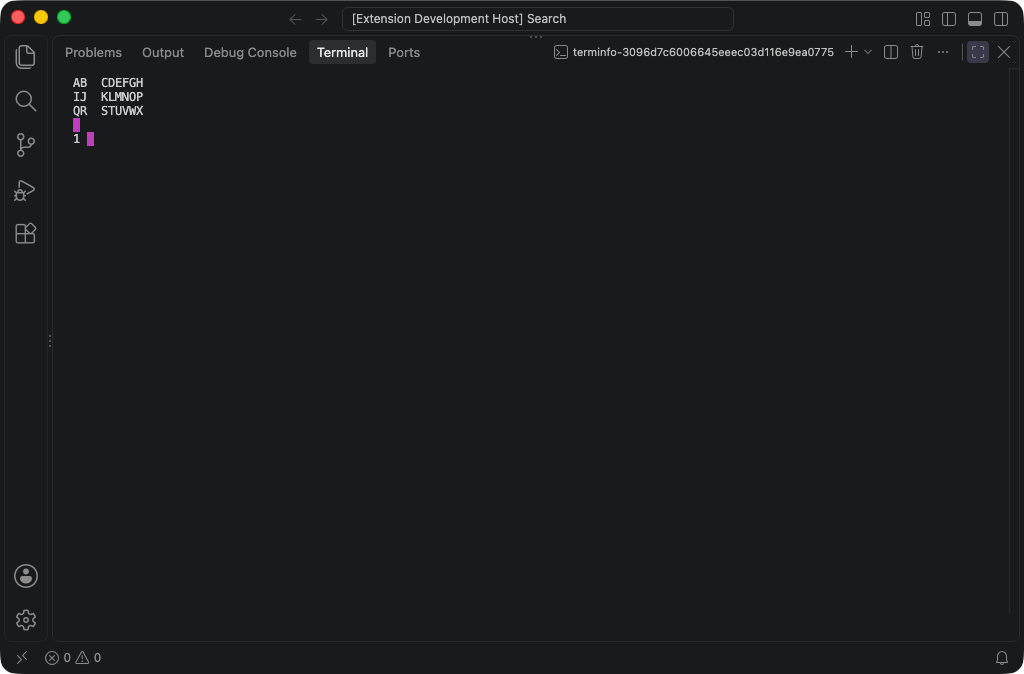 [Extension Development Host] Search
Problems Output Debug Console Terminal Ports terminfo-3096d7c6006645eeec03d116e9ea0775
AB  CDEFGH
IJ  KLMNOP
QR  STUVWX
1
0 0